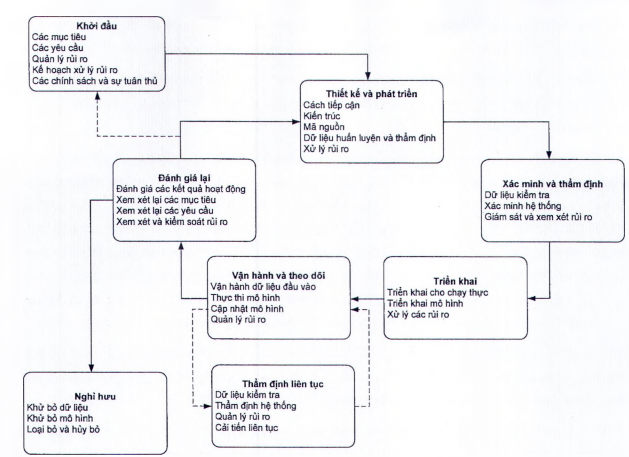 Khởi đầu
Các mục tiêu
Các yêu cầu
Quản lý rủi ro
Kế hoạch xử lý rủi ro
Các chính sách và sự tuân thủ
Thiết kế và phát triển
Cách tiếp cận
Kiến trúc
Mã nguồn
Dữ liệu huấn luyện và thẩm định
Xử lý rủi ro
Đánh giá lại
Đánh giá các kết quả hoạt động
Xem xét lại các mục tiêu
Xem xét lại các yêu cầu
Xem xét và kiểm soát rủi ro
Xác minh và thẩm định
Dữ liệu kiểm tra
Xác minh hệ thống
Giám sát và xem xét rủi ro
Vận hành và theo dõi
Vận hành dữ liệu đầu vào
Thực thi mô hình
Cập nhật mô hình
Quản lý rủi ro
Triển khai
Triển khai cho chạy thực
Triển khai mô hình
Xử lý các rủi ro
Thẩm định liên tục
Dữ liệu kiểm tra
Thẩm định hệ thống
Quản lý rủi ro
Cải tiến liên tục
Nghỉ hưu
Khử bỏ dữ liệu
Khử bỏ mô hình
Loại bỏ và hủy bỏ